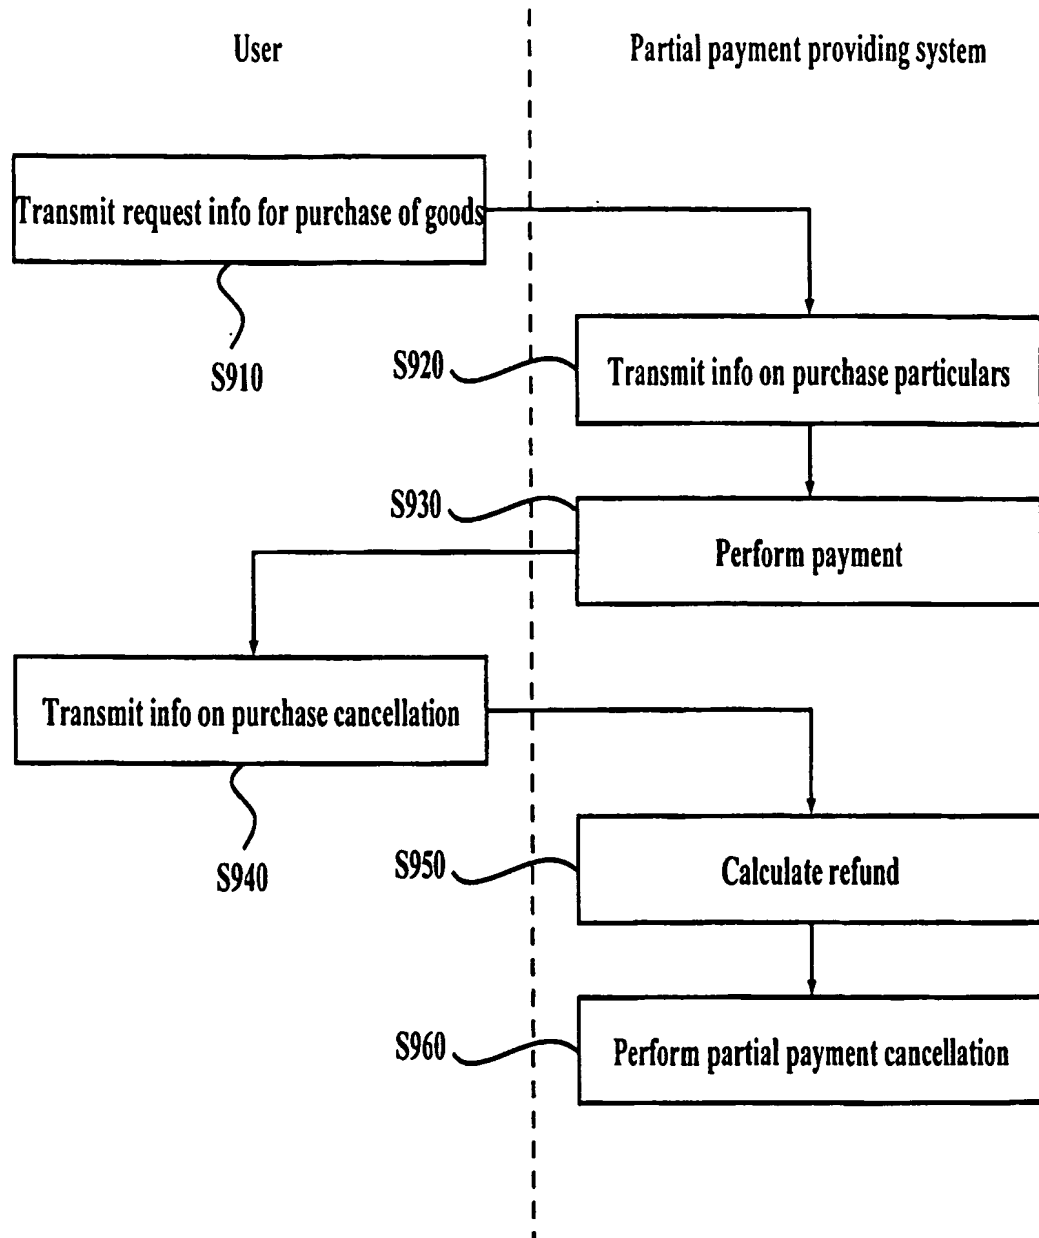 User
Partial payment providing system
Transmit request info for purchase of goods
S910
S920
Transmit info on purchase particulars
S930
Perform payment
Transmit info on purchase cancellation
S940
S950
Calculate refund
S960
Perform partial payment cancellation